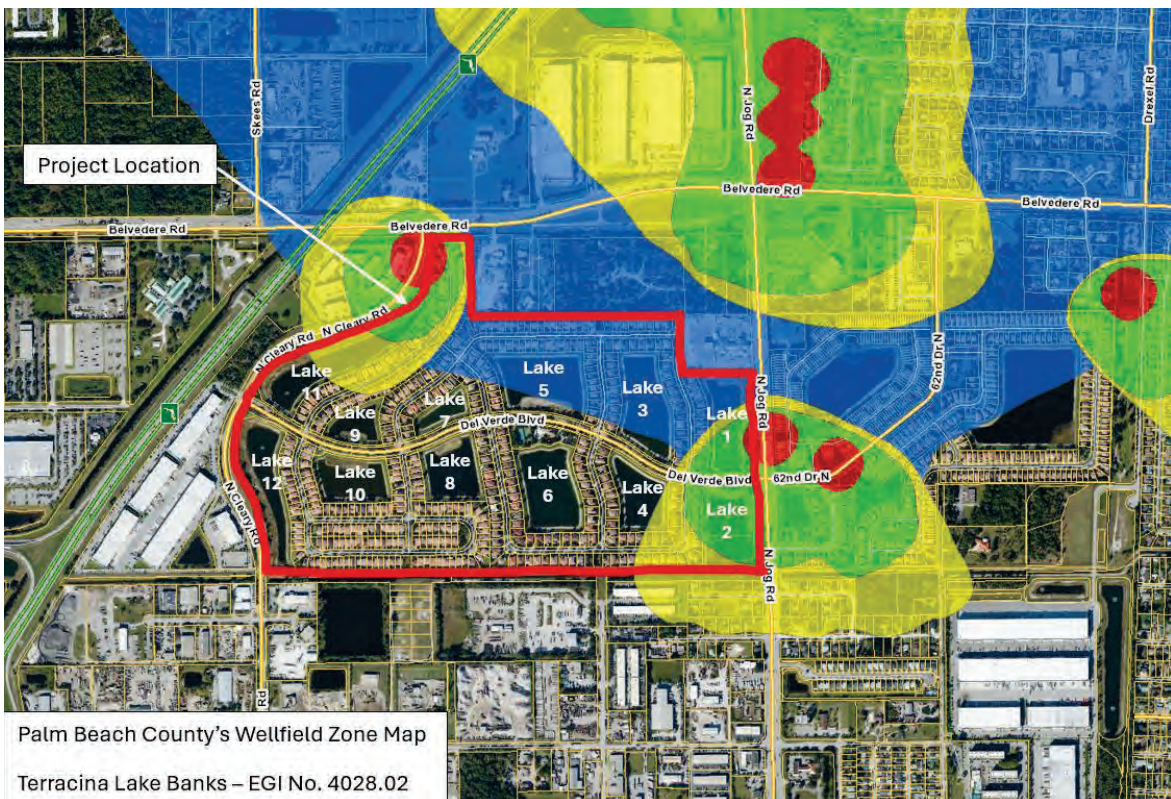 Skees Rd
N Jog Rd
Drexel Rd
Project Location
Belvedere Rd
Belvedere Rd
Belvedere Rd
Belvedere Rd
N Cleary Rd
N Cleary Rd
62nd Dr N
N Jog Rd
Lake
11
Lake
5
Lake
3
Lake
1
Lake
9
Lake
7
Del Verde Blvd
Lake
12
Lake
10
Lake
8
Lake
6
Lake
4
Del Verde Blvd
62nd Dr N
Lake
2
N Cleary Rd
N Jog Rd
Rd
Palm Beach County's Wellfield Zone Map
Terracina Lake Banks – EGI No. 4028.02